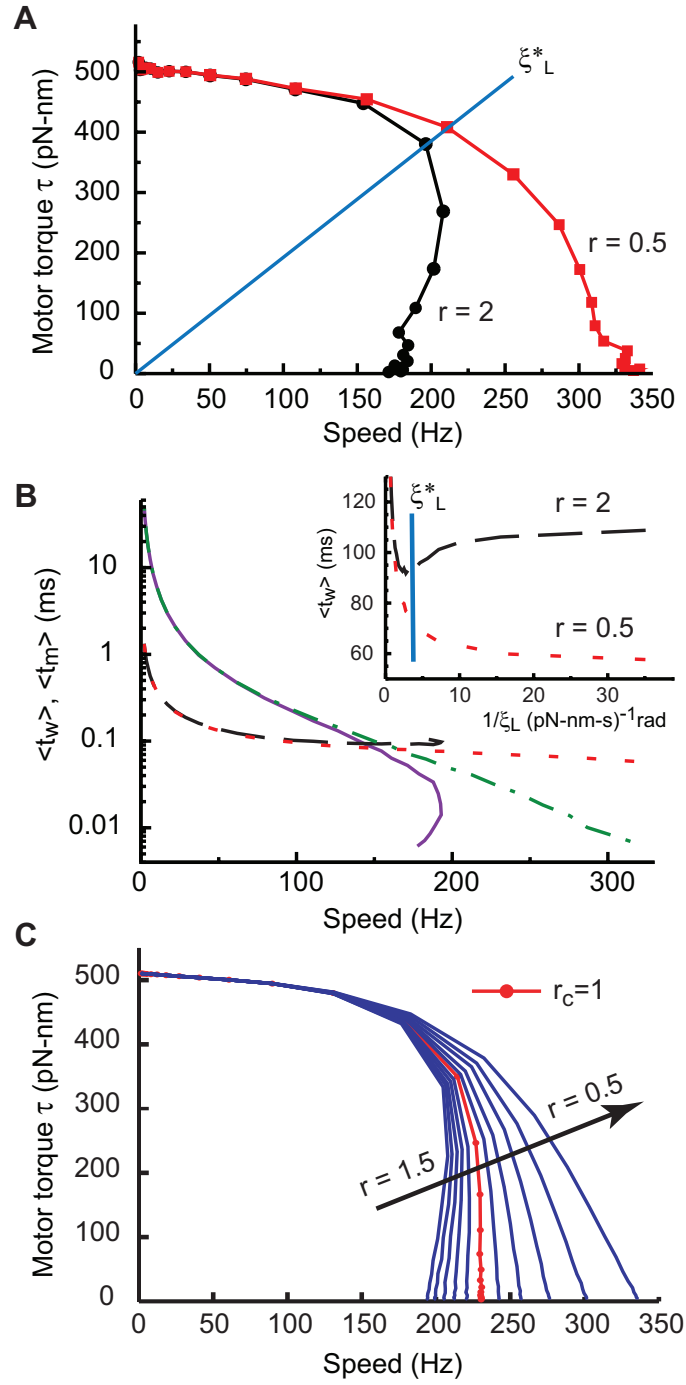 A
ξ*L
500
400
300
200
100
0
Motor torque τ (pN-nm)
r = 0.5
r = 2
0 50 100 150 200 250 300 350
Speed (Hz)
B
10
1
0.1
0.01
<tw>, <tm> (ms)
0 100 200 300
Speed (Hz)
ξ*L
120
100
80
60
<tw> (ms)
r = 2
r = 0.5
0 10 20 30
1/ξL (pN-nm-s)-1rad
C
500
400
300
200
100
0
Motor torque τ (pN-nm)
rc=1
r = 0.5
r = 1.5
0 50 100 150 200 250 300 350
Speed (Hz)